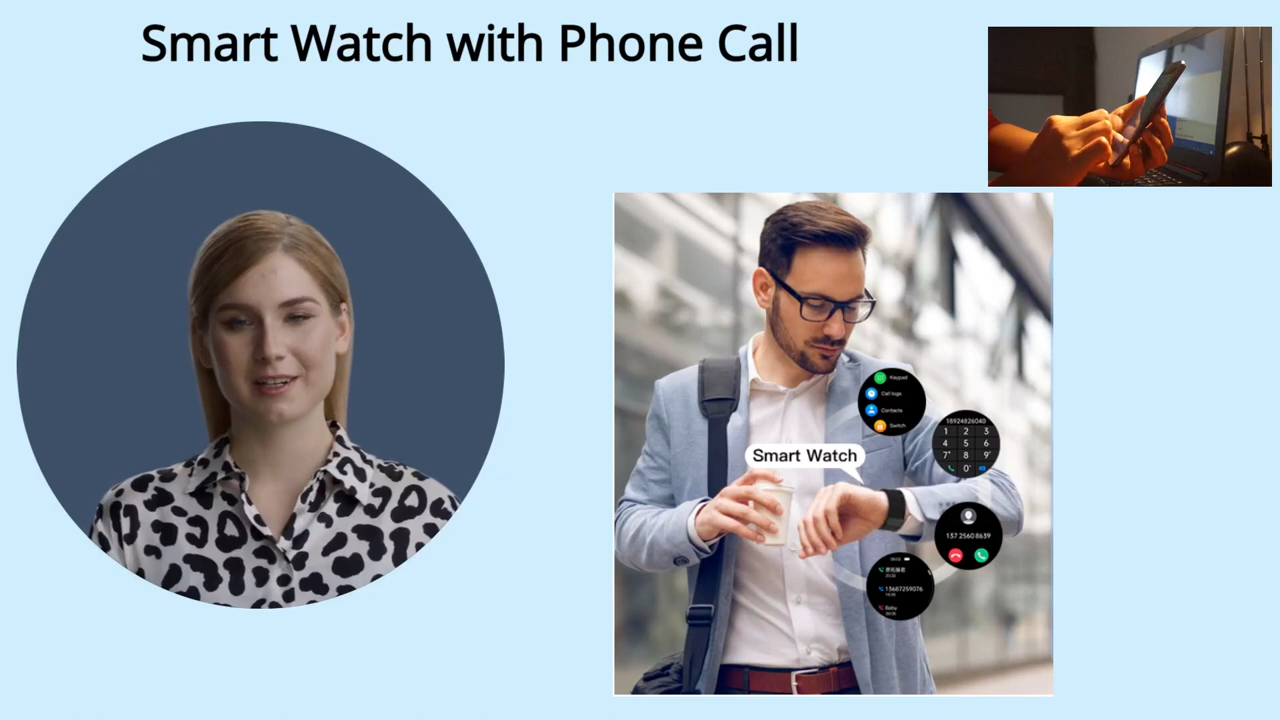 Smart Watch with Phone Call
Keypad
Call logs
Contacts
Switch
18924826040
1 2 3
4 5 6
7* 8 9'
0'
Smart Watch
137 2560 8639
13687259076
Baby